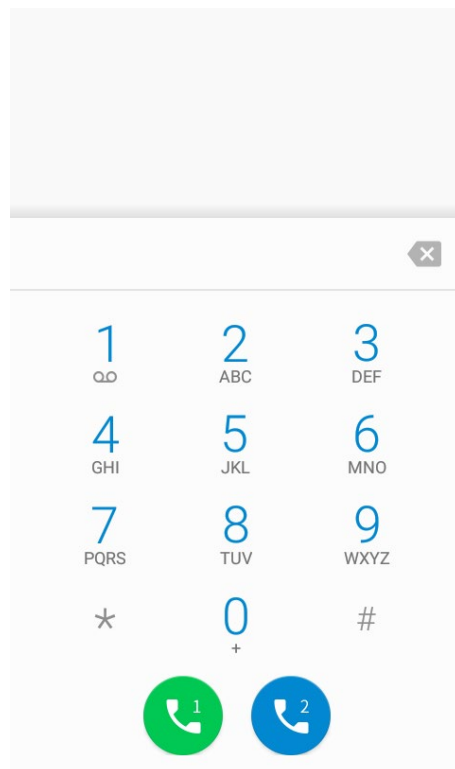 1 2 3
ABC DEF
4 5 6
GHI JKL MNO
7 8 9
PQRS TUV WXYZ
* 0 #
+
1 2